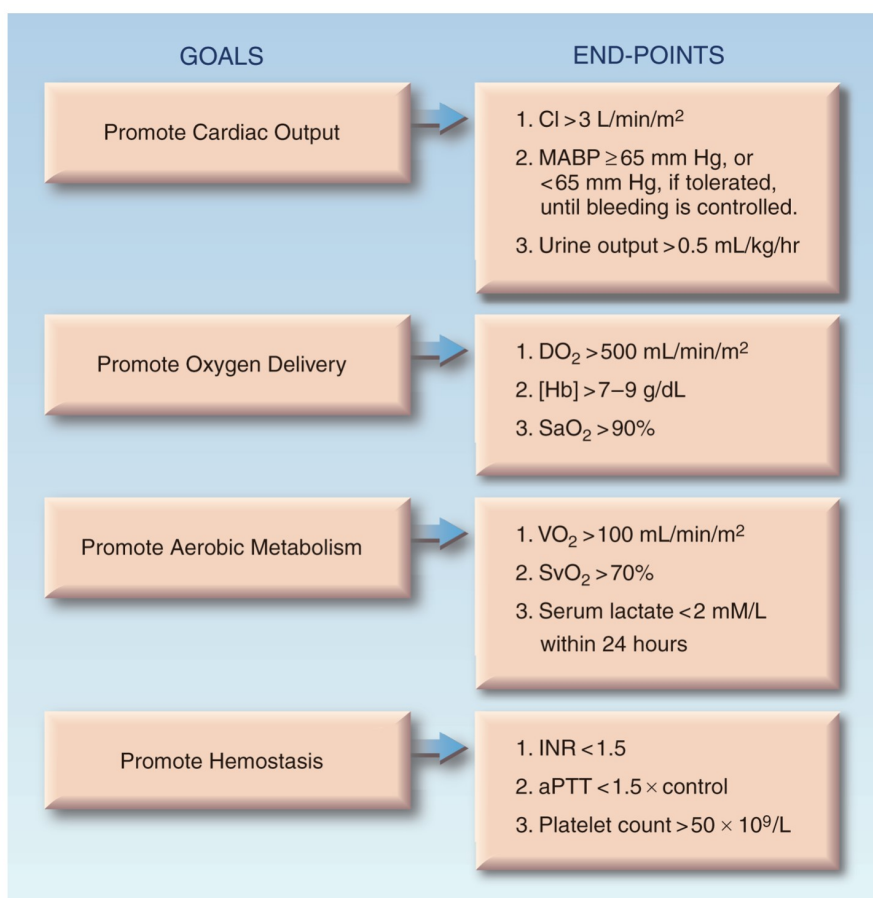 GOALS
END-POINTS
Promote Cardiac Output
1. CI >3 L/min/m²
2. MABP ≥65 mm Hg, or
<65 mm Hg, if tolerated,
until bleeding is controlled.
3. Urine output >0.5 mL/kg/hr
Promote Oxygen Delivery
1. DO₂ >500 mL/min/m²
2. [Hb] >7–9 g/dL
3. SaO₂ >90%
Promote Aerobic Metabolism
1. VO₂ >100 mL/min/m²
2. SvO₂ >70%
3. Serum lactate <2 mM/L
within 24 hours
Promote Hemostasis
1. INR <1.5
2. aPTT <1.5 × control
3. Platelet count >50 × 10⁹/L